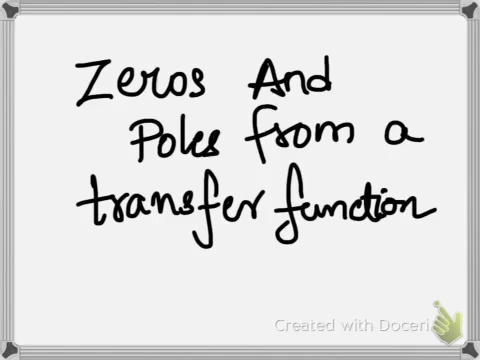 Zeros And
Poles from a
transfer function
Created with Doceri